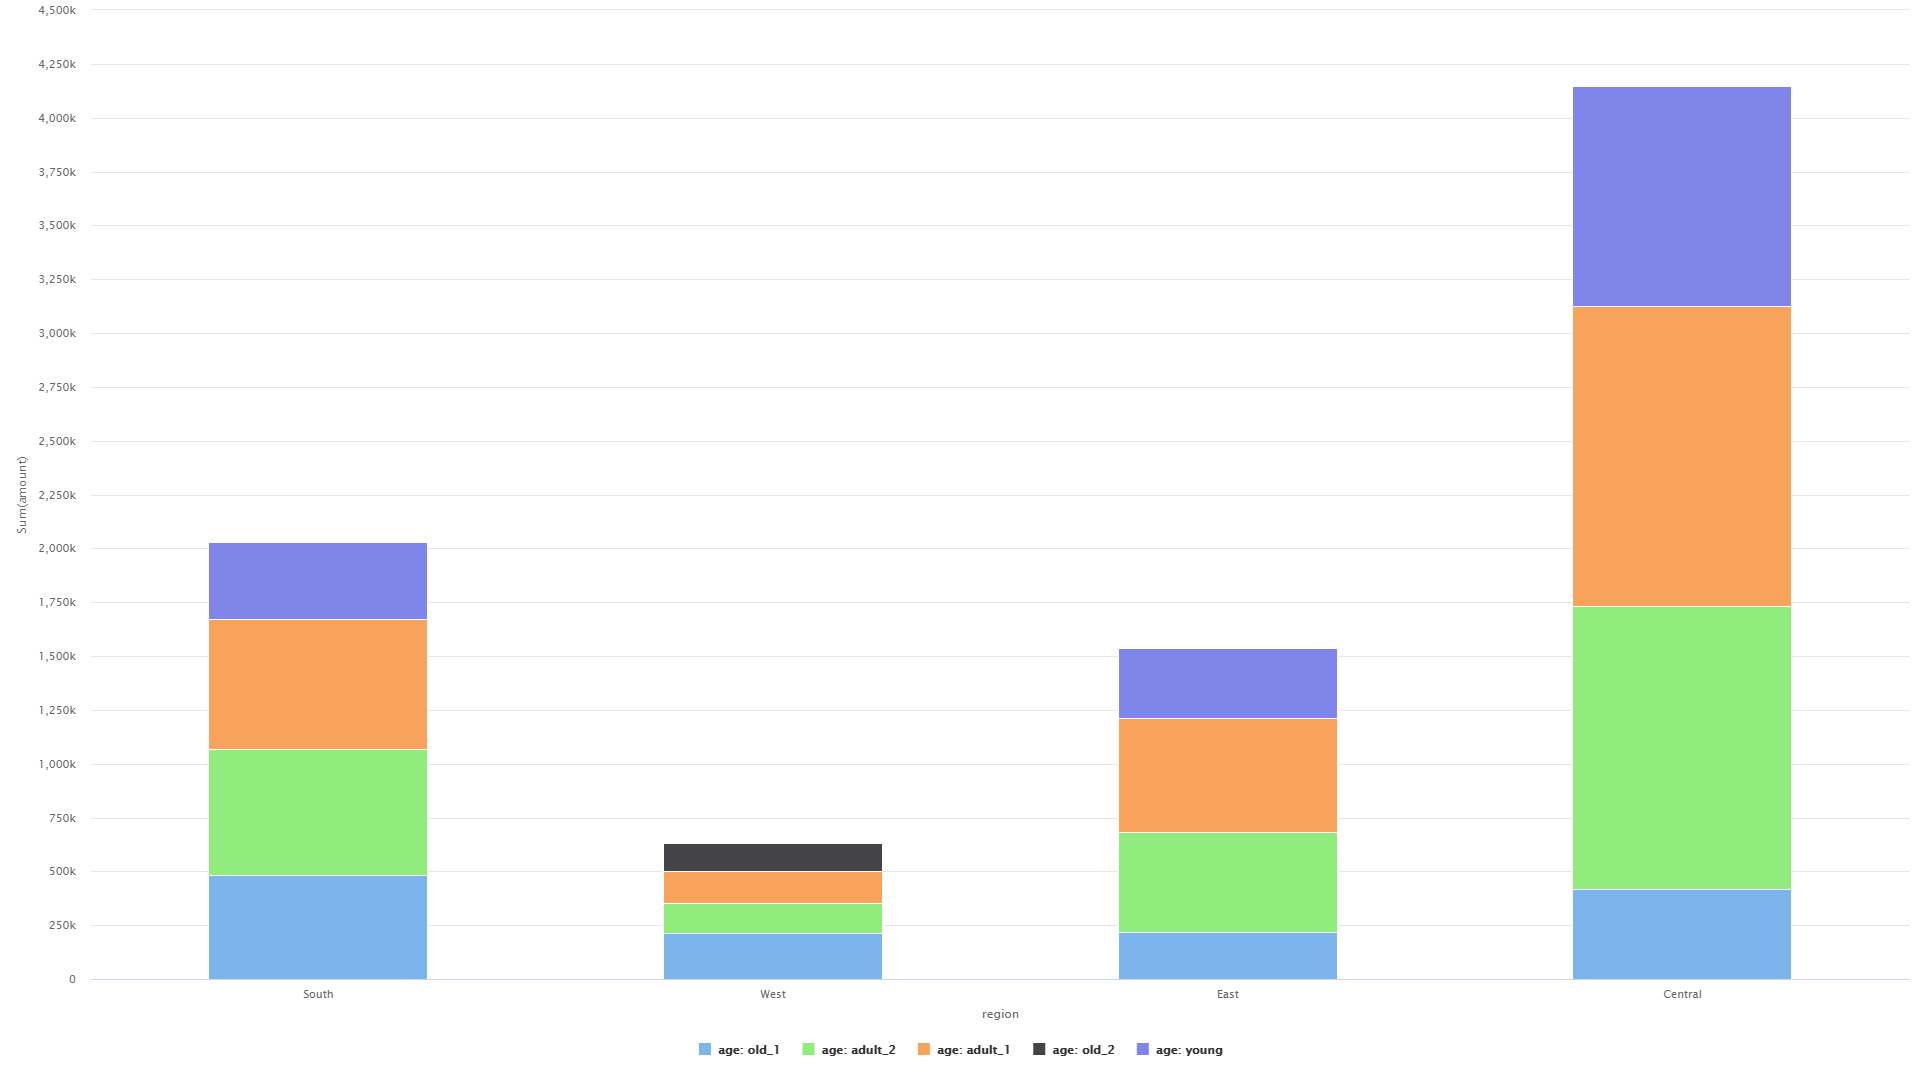 4,500k
4,250k
4,000k
3,750k
3,500k
3,250k
3,000k
2,750k
2,500k
2,250k
2,000k
1,750k
1,500k
1,250k
1,000k
750k
500k
250k
0
Sum(amount)
South West East Central
region
age: old_1 age: adult_2 age: adult_1 age: old_2 age: young